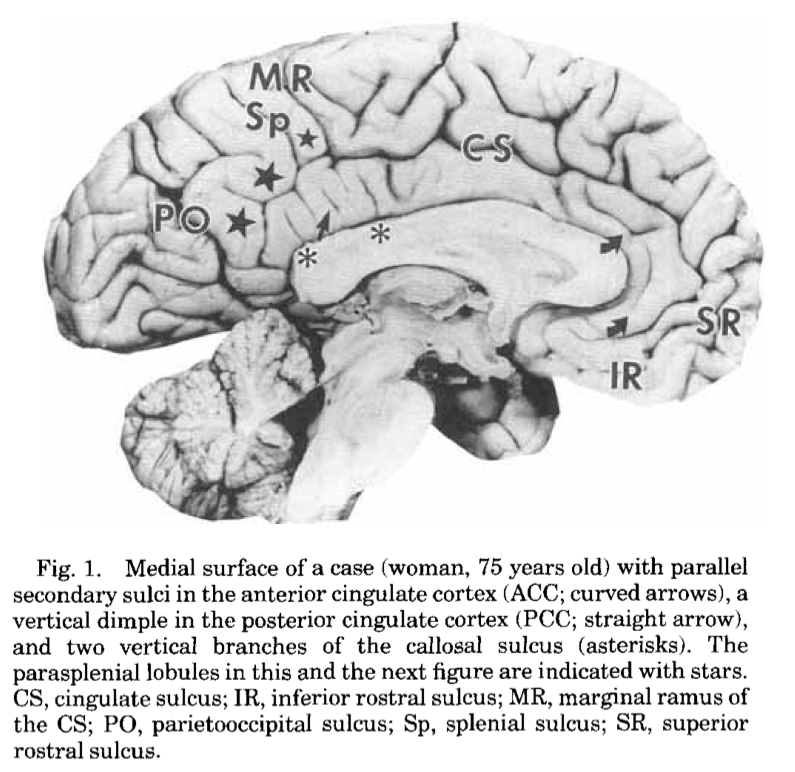 MR
Sp
CS
PO
* *
SR
IR
Fig. 1. Medial surface of a case (woman, 75 years old) with parallel
secondary sulci in the anterior cingulate cortex (ACC; curved arrows), a
vertical dimple in the posterior cingulate cortex (PCC; straight arrow),
and two vertical branches of the callosal sulcus (asterisks). The
parasplenial lobules in this and the next figure are indicated with stars.
CS, cingulate sulcus; IR, inferior rostral sulcus; MR, marginal ramus of
the CS; PO, parietooccipital sulcus; Sp, splenial sulcus; SR, superior
rostral sulcus.